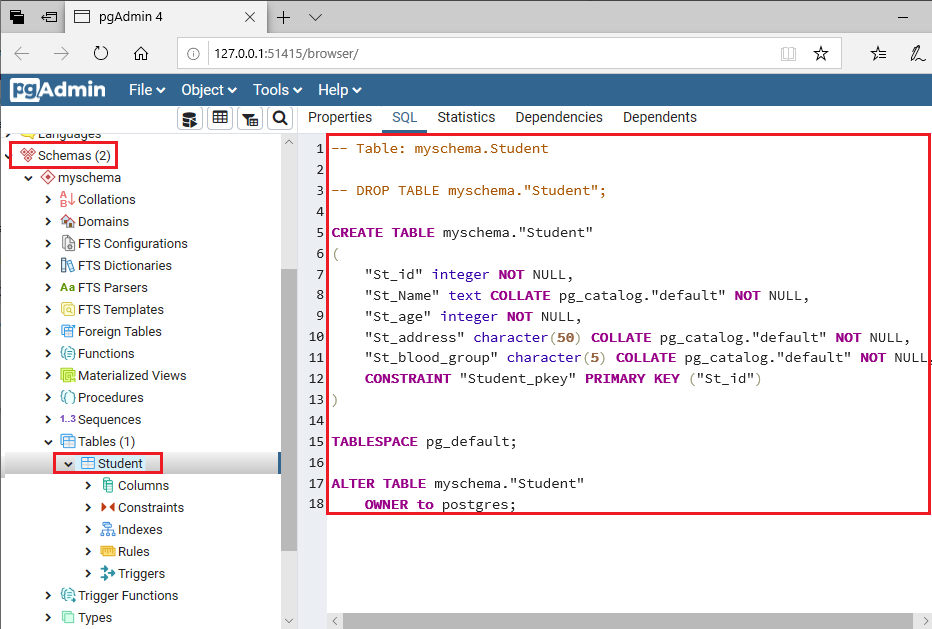 pgAdmin 4
127.0.0.1:51415/browser/
pgAdmin
File Object Tools Help
Properties SQL Statistics Dependencies Dependents
Languages
Schemas (2)
myschema
Collations
Domains
FTS Configurations
FTS Dictionaries
Aa FTS Parsers
FTS Templates
Foreign Tables
Functions
Materialized Views
Procedures
1..3 Sequences
Tables (1)
Student
Columns
Constraints
Indexes
Rules
Triggers
Trigger Functions
Types
1 -- Table: myschema.Student
2
3 -- DROP TABLE myschema."Student";
4
5 CREATE TABLE myschema."Student"
6 (
7 "St_id" integer NOT NULL,
8 "St_Name" text COLLATE pg_catalog."default" NOT NULL,
9 "St_age" integer NOT NULL,
10 "St_address" character(50) COLLATE pg_catalog."default" NOT NULL,
11 "St_blood_group" character(5) COLLATE pg_catalog."default" NOT NULL,
12 CONSTRAINT "Student_pkey" PRIMARY KEY ("St_id")
13 )
14
15 TABLESPACE pg_default;
16
17 ALTER TABLE myschema."Student"
18 OWNER to postgres;